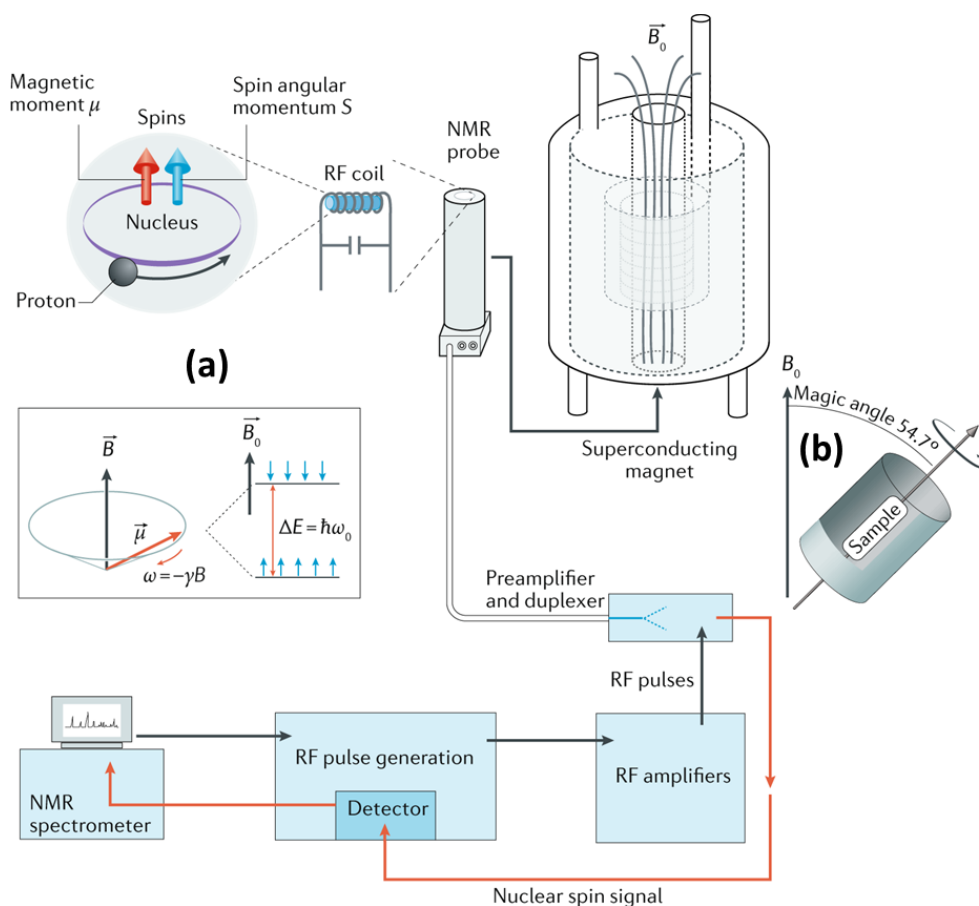 Magnetic
moment μ
Spin angular
momentum S
Spins
Nucleus
Proton
RF coil
NMR
probe
B₀
Superconducting
magnet
(a)
B
μ
ω = −γB
B₀
ΔE = ħω₀
B₀
Magic angle 54.7°
(b)
Sample
Preamplifier
and duplexer
RF pulses
RF pulse generation
RF amplifiers
Detector
NMR
spectrometer
Nuclear spin signal